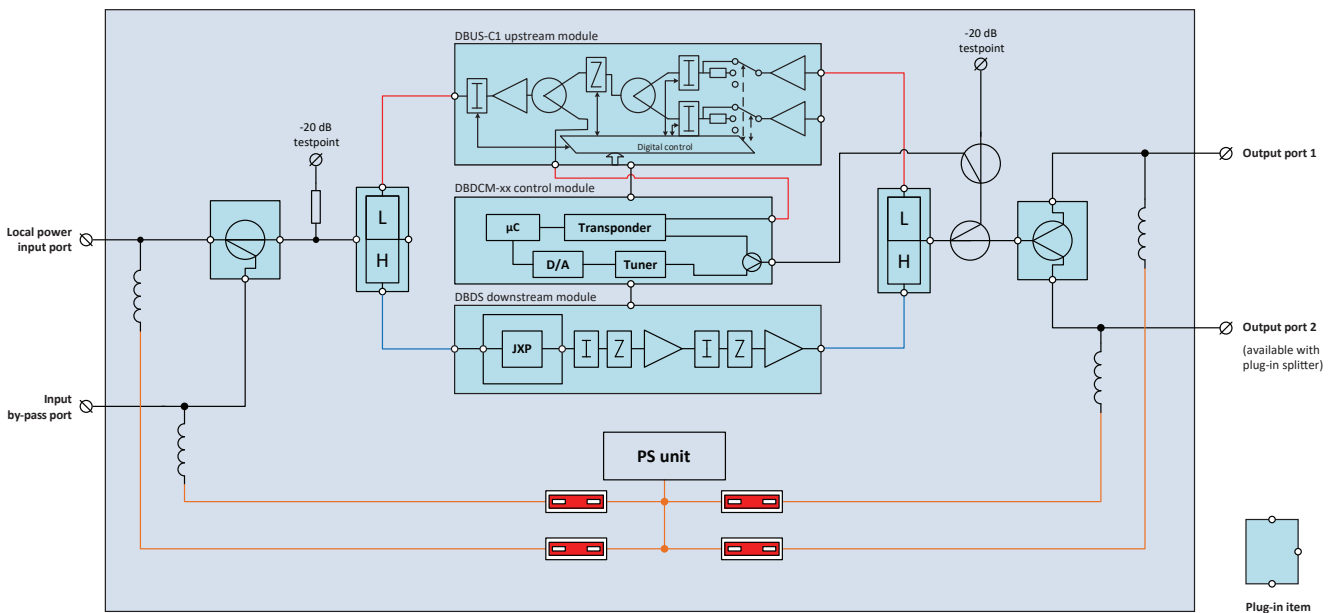 DBUS-C1 upstream module
-20 dB
testpoint
Z
Digital control
-20 dB
testpoint
Output port 1
DBDCM-xx control module
L
H
µC
Transponder
D/A
Tuner
L
H
Local power
input port
DBDS downstream module
JXP
Z
Z
Output port 2
(available with
plug-in splitter)
Input
by-pass port
PS unit
Plug-in item